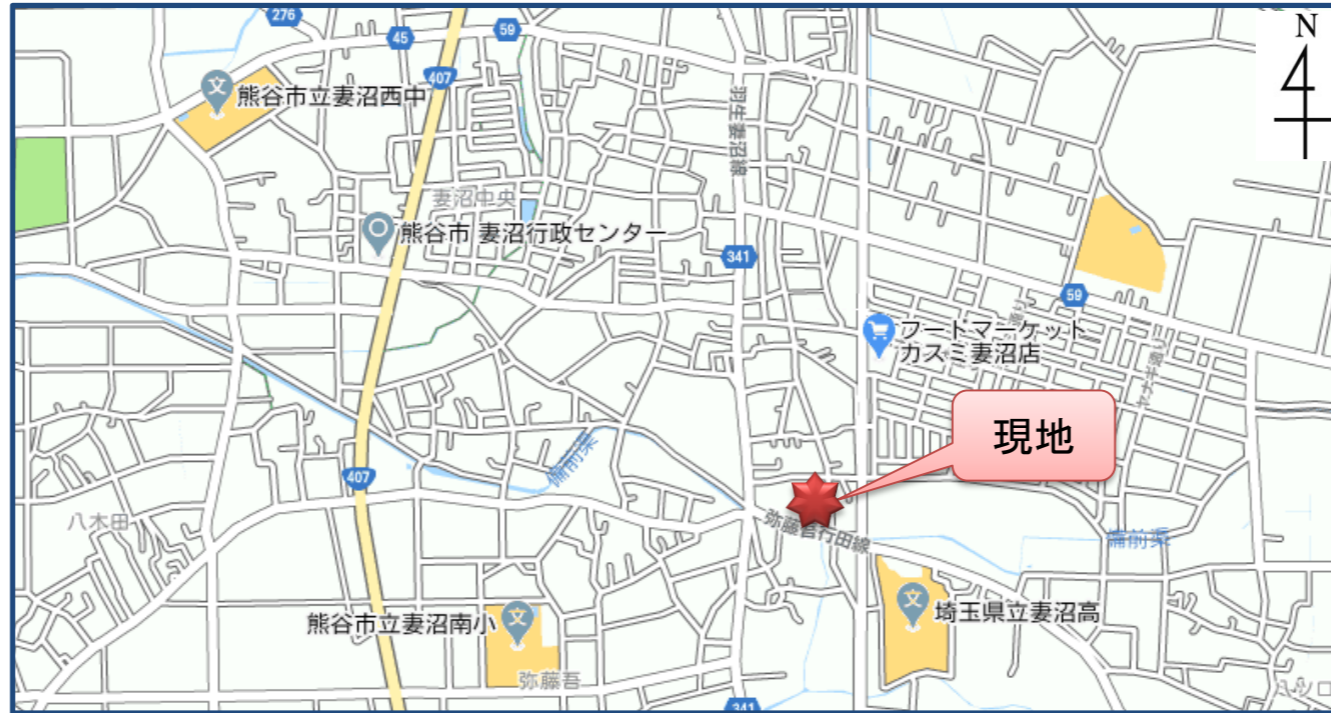 276
45
59
407
N
熊谷市立妻沼西中
羽生妻沼線
妻沼中央
熊谷市 妻沼行政センター
341
59
フードマーケット
カスミ妻沼店
現地
407
備前渠
八木田
弥藤吾行田線
備前渠
熊谷市立妻沼南小
埼玉県立妻沼高
弥藤吾
341